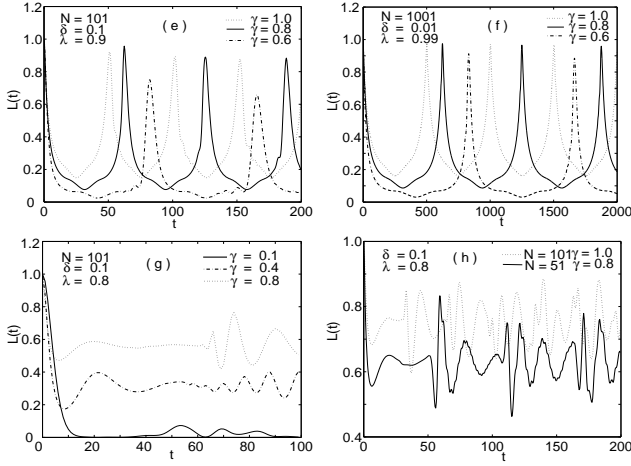 1.2
1
0.8
0.6
0.4
0.2
0
L(t)
N = 101
δ = 0.1
λ = 0.9
( e )
γ = 1.0
γ = 0.8
γ = 0.6
0 50 100 150 200
t
1.2
1
0.8
0.6
0.4
0.2
0
L(t)
N = 1001
δ = 0.01
λ = 0.99
( f )
γ = 1.0
γ = 0.8
γ = 0.6
500 1000 1500 2000
t
1.2
1.0
0.8
0.6
0.4
0.2
0
L(t)
N = 101
δ = 0.1
λ = 0.8
( g )
γ = 0.1
γ = 0.4
γ = 0.8
0 20 40 60 80 100
t
1.0
0.8
0.6
0.4
L(t)
δ = 0.1
λ = 0.8
( h )
N = 101 γ = 1.0
N = 51 γ = 0.8
0 50 100 150 200
t